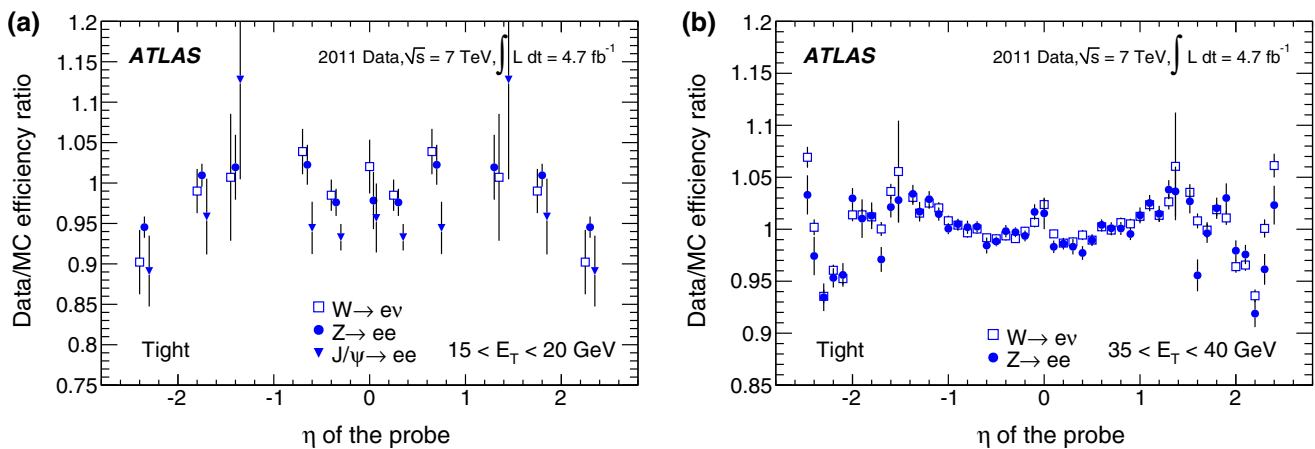 (a)
ATLAS
2011 Data,√s = 7 TeV,∫ L dt = 4.7 fb⁻¹
Data/MC efficiency ratio
1.2
1.15
1.1
1.05
1
0.95
0.9
0.85
0.8
0.75
W→ eν
Z→ ee
J/ψ→ ee
Tight
15 < E_T < 20 GeV
-2 -1 0 1 2
η of the probe
(b)
ATLAS
2011 Data,√s = 7 TeV,∫ L dt = 4.7 fb⁻¹
Data/MC efficiency ratio
1.2
1.15
1.1
1.05
1
0.95
0.9
0.85
W→ eν
Z→ ee
Tight
35 < E_T < 40 GeV
-2 -1 0 1 2
η of the probe